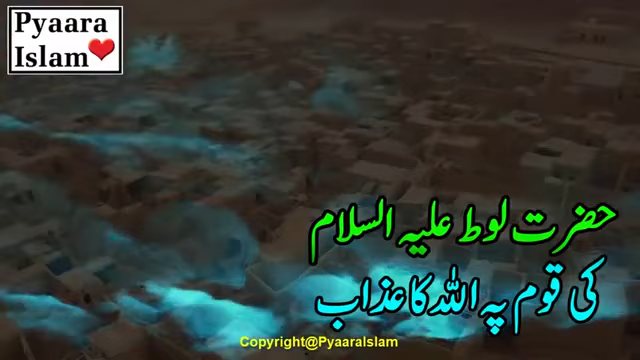 Pyaara
Islam
حضرت لوط علیہ السلام
کی قوم پہ اللہ کا عذاب
Copyright@PyaaraIslam